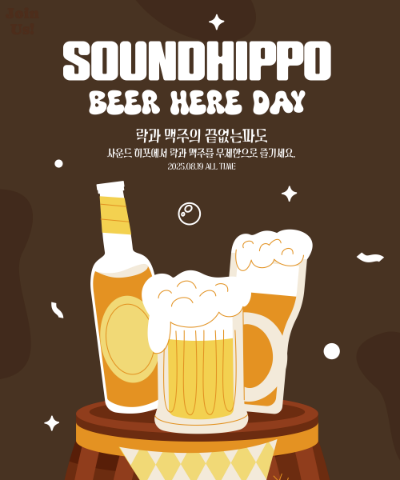 SOUNDHIPPO
BEER HERE DAY
락과 맥주의 끝없는파도
사운드 히포에서 락과 맥주를 무제한으로 즐기세요.
2025.08.19 ALL TIME